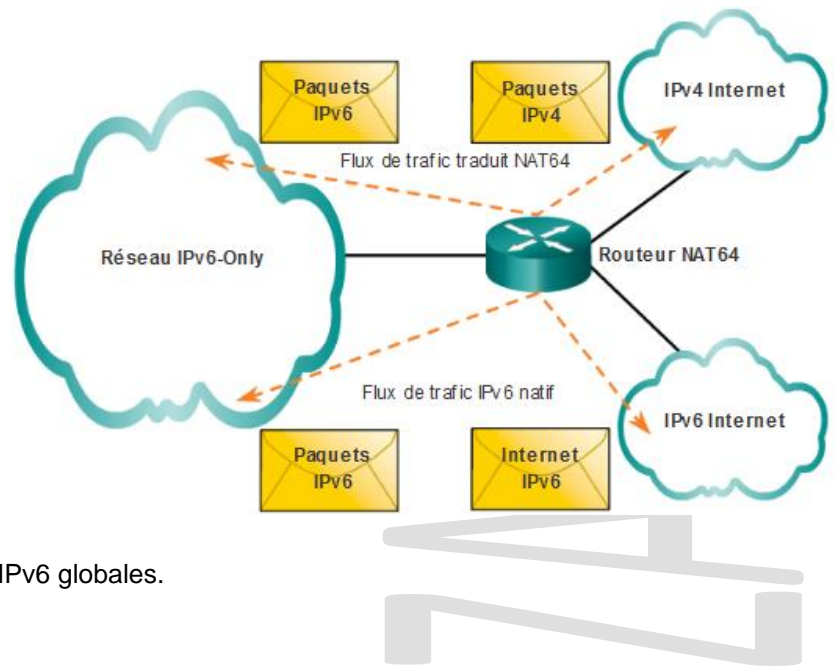 Paquets
IPv6
Paquets
IPv4
IPv4 Internet
Flux de trafic traduit NAT64
Réseau IPv6-Only
Routeur NAT64
Flux de trafic IPv6 natif
IPv6 Internet
Paquets
IPv6
Internet
IPv6
IPv6 globales.